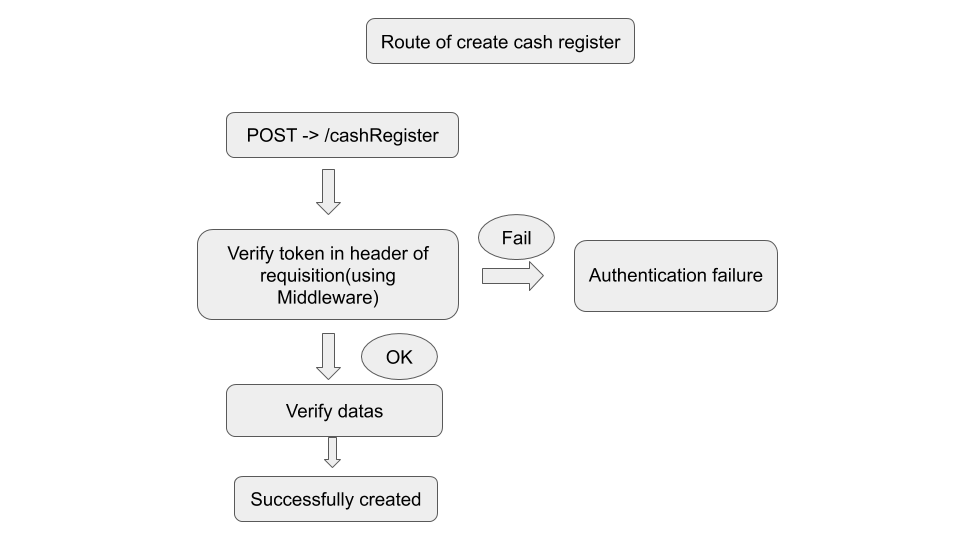 Route of create cash register
POST -> /cashRegister
Verify token in header of
requisition(using
Middleware)
Fail
Authentication failure
OK
Verify datas
Successfully created